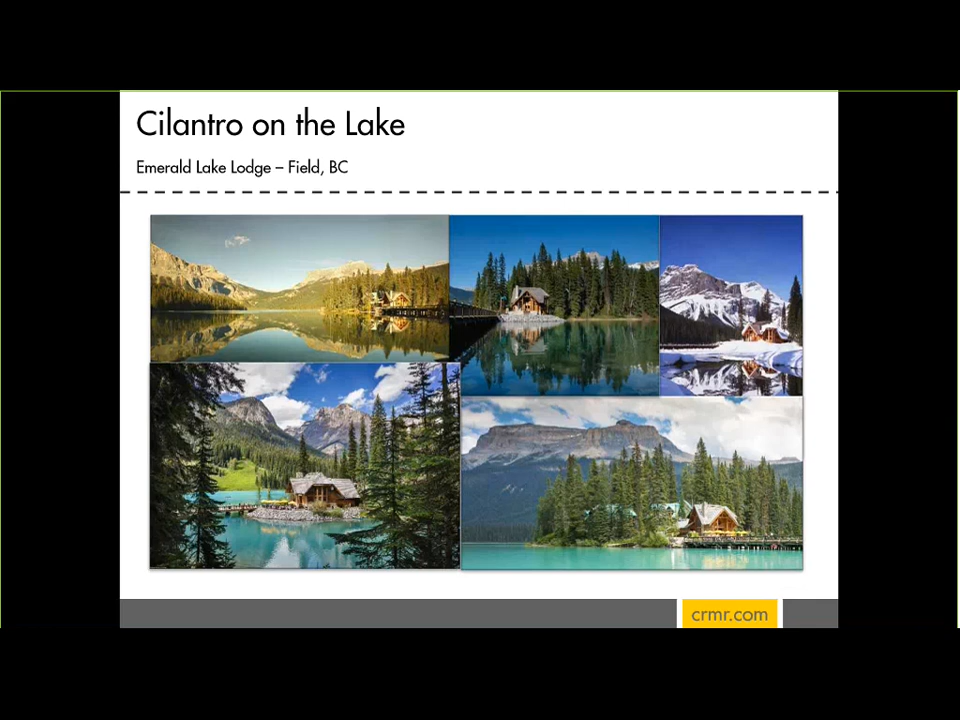 Cilantro on the Lake
Emerald Lake Lodge – Field, BC
crmr.com